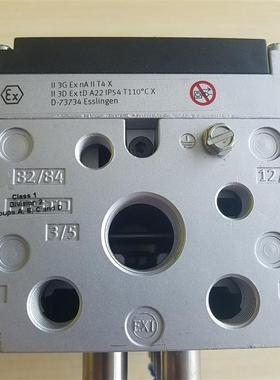 Ex
II 3G Ex nA II T4 X
II 3D Ex tD A22 IP54 T110°C X
D-73734 Esslingen
82/84
12
Class 1
Division 2
3/5
EX1